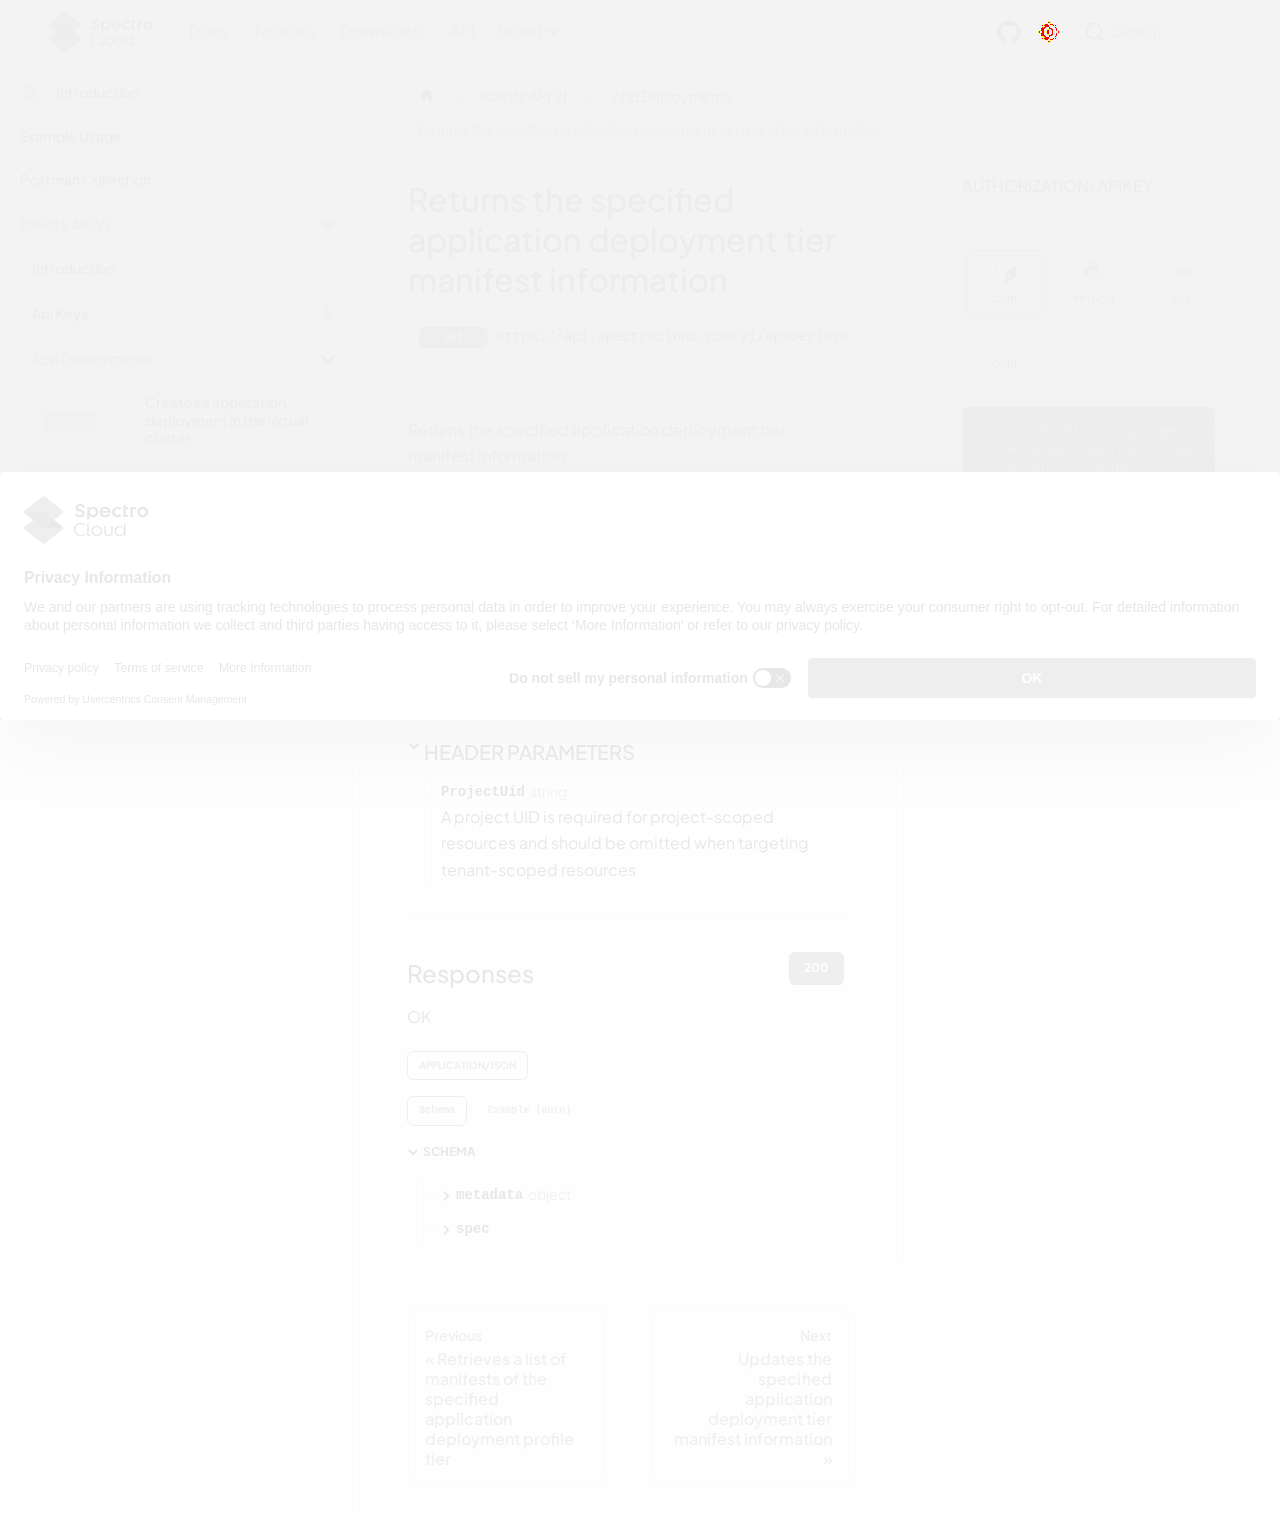 Spectro
Cloud
Docs
Tutorials
Downloads
API
latest
Search
Introduction
Example Usage
Postman Collection
Palette API V1
Introduction
Api Keys
App Deployments
Creates a application
deployment in the virtual
cluster
Palette API V1
App Deployments
Returns the specified application deployment tier manifest information
Returns the specified
application deployment tier
manifest information
GET
https://api.spectrocloud.com/v1/appDeploym
Returns the specified application deployment tier
manifest information
AUTHORIZATION: APIKEY
CURL
PYTHON
GO
CURL
Spectro
Cloud
Privacy Information
We and our partners are using tracking technologies to process personal data in order to improve your experience. You may always exercise your consumer right to opt-out. For detailed information
about personal information we collect and third parties having access to it, please select 'More Information' or refer to our privacy policy.
Privacy policy
Terms of service
More Information
Powered by Usercentrics Consent Management
Do not sell my personal information
OK
HEADER PARAMETERS
ProjectUid string
A project UID is required for project-scoped
resources and should be omitted when targeting
tenant-scoped resources
Responses
200
OK
APPLICATION/JSON
Schema
Example (auto)
SCHEMA
metadata object
spec
Previous
« Retrieves a list of
manifests of the
specified
application
deployment profile
tier
Next
Updates the
specified
application
deployment tier
manifest information
»